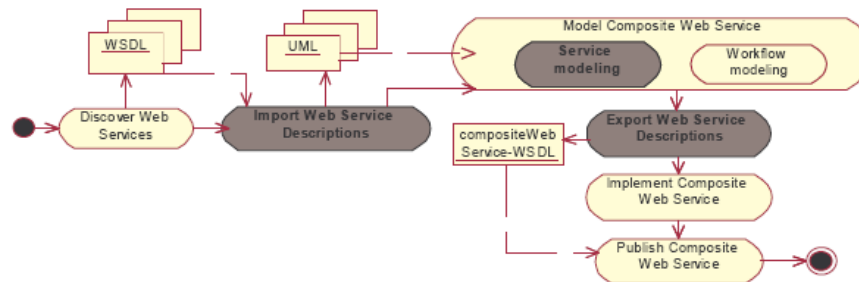 WSDL
UML
Model Composite Web Service
Service
modeling
Workflow
modeling
Discover Web
Services
Import Web Service
Descriptions
compositeWeb
Service-WSDL
Export Web Service
Descriptions
Implement Composite
Web Service
Publish Composite
Web Service